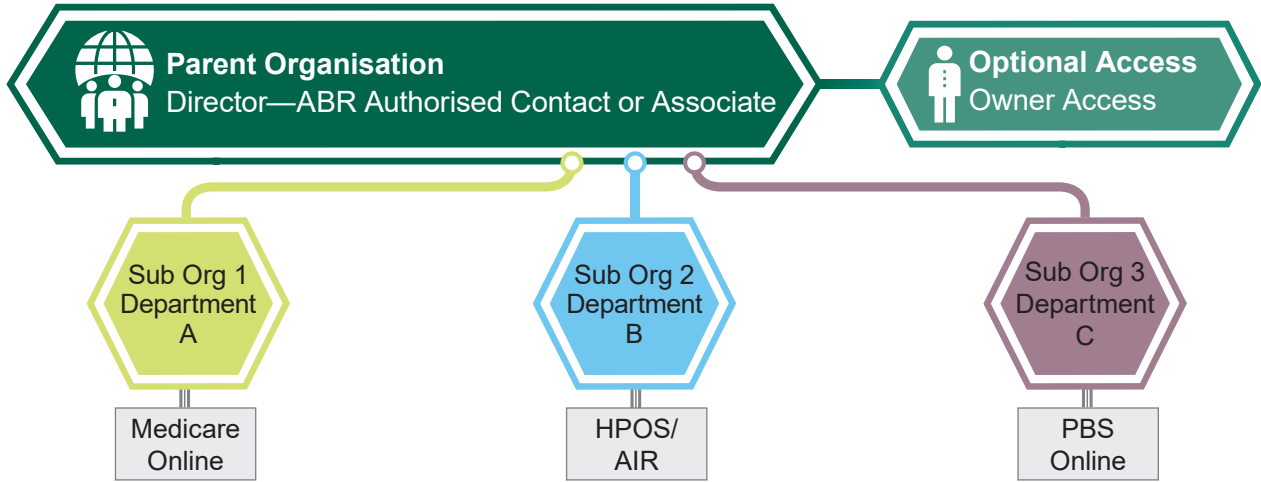 Parent Organisation
Director—ABR Authorised Contact or Associate
Optional Access
Owner Access
Sub Org 1
Department
A
Sub Org 2
Department
B
Sub Org 3
Department
C
Medicare
Online
HPOS/
AIR
PBS
Online